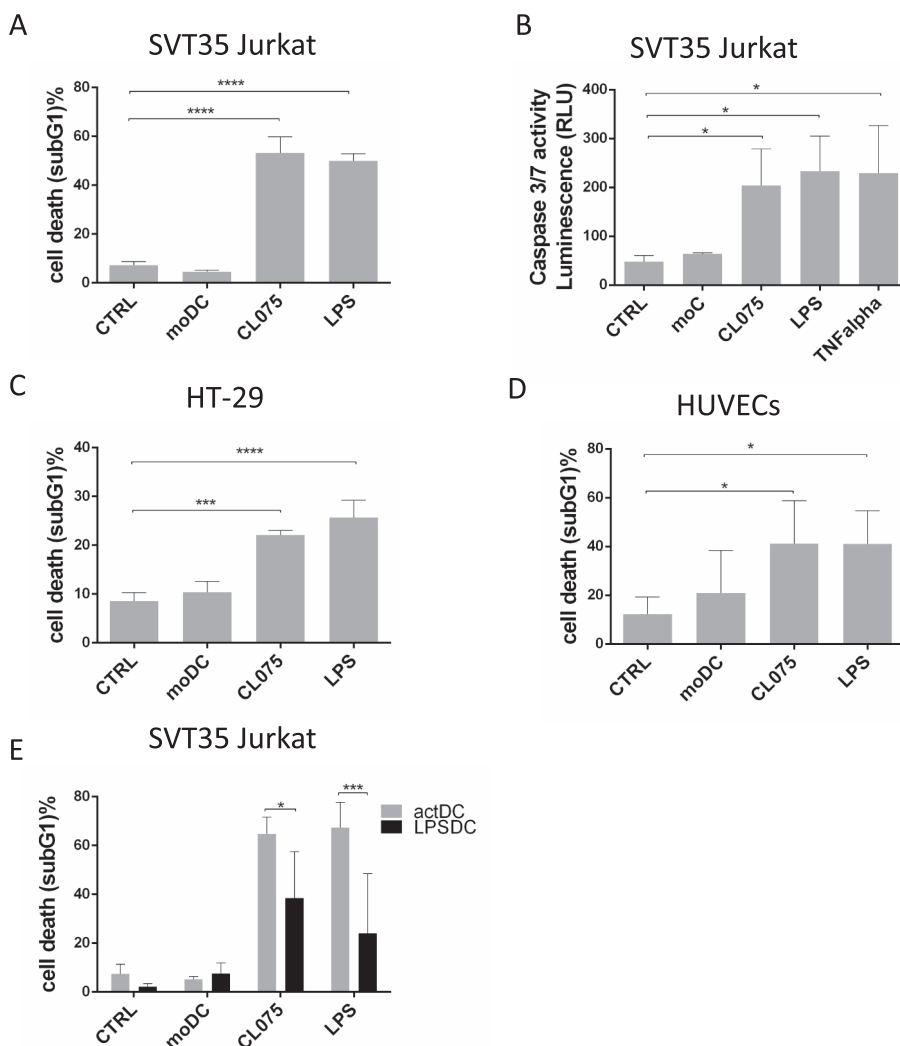 A
SVT35 Jurkat
cell death (subG1)%
80
60
40
20
0
****
****
CTRL
moDC
CL075
LPS
B
SVT35 Jurkat
Caspase 3/7 activity
Luminescence (RLU)
400
300
200
100
0
*
*
*
CTRL
moC
CL075
LPS
TNFalpha
C
HT-29
cell death (subG1)%
40
30
20
10
0
****
***
CTRL
moDC
CL075
LPS
D
HUVECs
cell death (subG1)%
80
60
40
20
0
*
*
CTRL
moDC
CL075
LPS
E
SVT35 Jurkat
cell death (subG1)%
80
60
40
20
0
*
***
actDC
LPSDC
CTRL
moDC
CL075
LPS